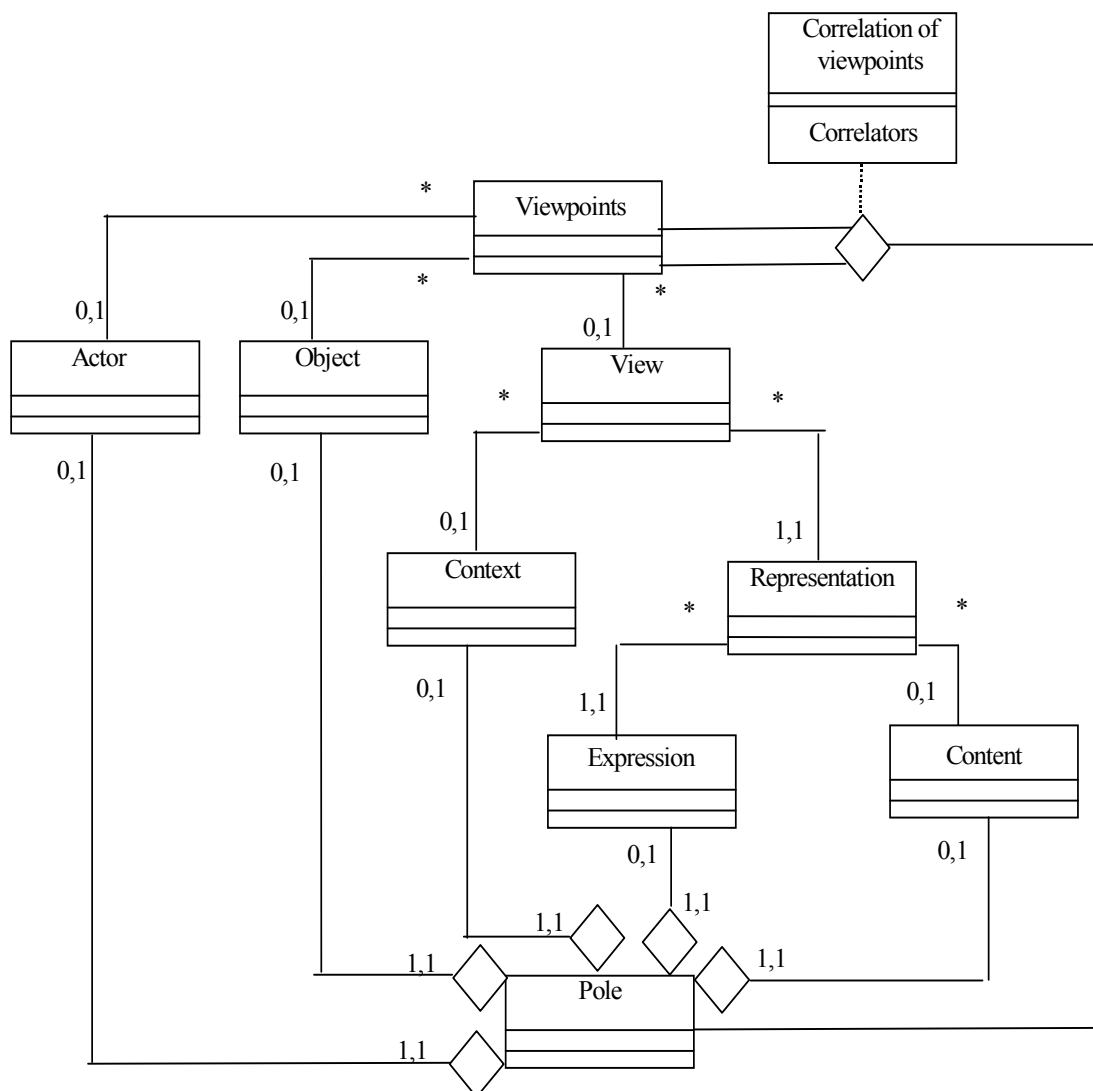 Correlation of
viewpoints
Correlators
*
Viewpoints
*
*
0,1
0,1
0,1
Actor
Object
View
*
*
0,1
0,1
0,1
1,1
Context
Representation
*
*
0,1
1,1
0,1
Expression
Content
0,1
0,1
1,1
1,1
1,1
1,1
Pole
1,1